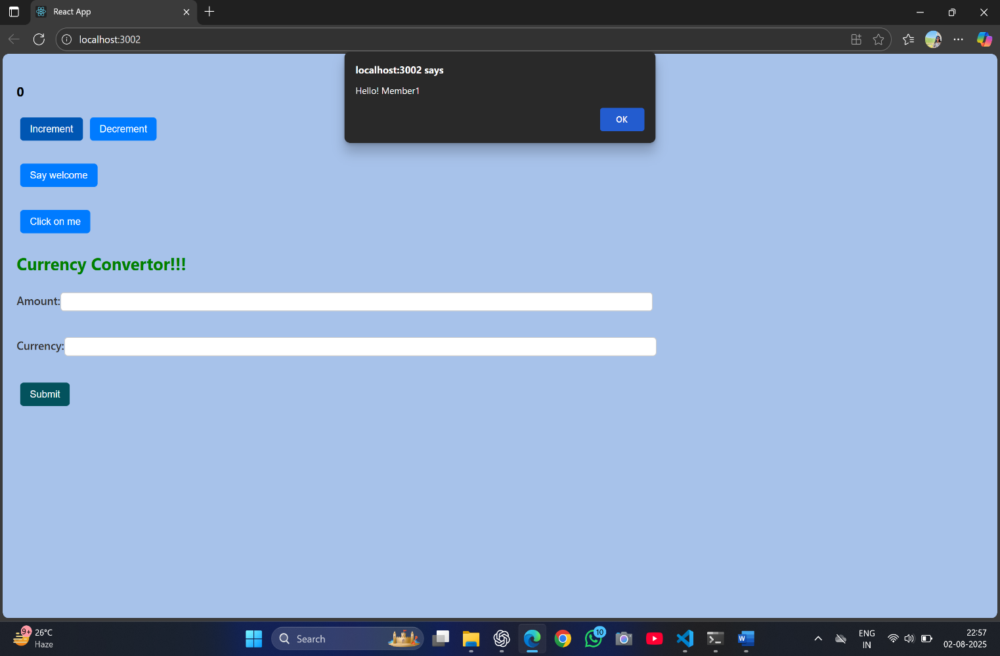 React App
localhost:3002
localhost:3002 says
Hello! Member1
OK
0
Increment
Decrement
Say welcome
Click on me
Currency Convertor!!!
Amount:
Currency:
Submit
9+
26°C
Haze
Search
10
W
ENG
IN
22:57
02-08-2025